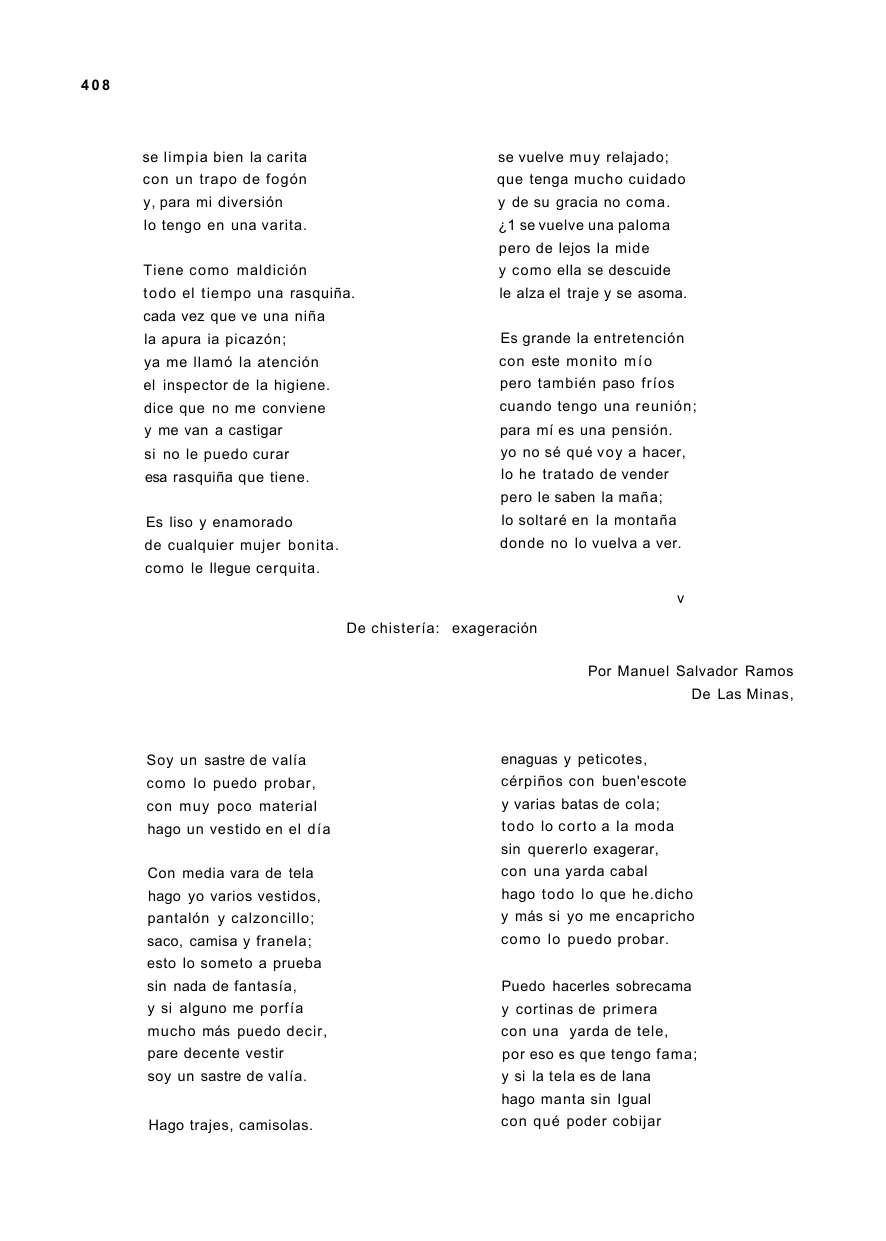 408
se limpia bien la carita
con un trapo de fogón
y, para mi diversión
lo tengo en una varita.
Tiene como maldición
todo el tiempo una rasquiña.
cada vez que ve una niña
la apura ia picazón;
ya me llamó la atención
el inspector de la higiene.
dice que no me conviene
y me van a castigar
si no le puedo curar
esa rasquiña que tiene.
Es liso y enamorado
de cualquier mujer bonita.
como le llegue cerquita.
se vuelve muy relajado;
que tenga mucho cuidado
y de su gracia no coma.
¿1 se vuelve una paloma
pero de lejos la mide
y como ella se descuide
le alza el traje y se asoma.
Es grande la entretención
con este monito mío
pero también paso fríos
cuando tengo una reunión;
para mí es una pensión.
yo no sé qué voy a hacer,
lo he tratado de vender
pero le saben la maña;
lo soltaré en la montaña
donde no lo vuelva a ver.
v
De chistería: exageración
Por Manuel Salvador Ramos
De Las Minas,
Soy un sastre de valía
como lo puedo probar,
con muy poco material
hago un vestido en el día
Con media vara de tela
hago yo varios vestidos,
pantalón y calzoncillo;
saco, camisa y franela;
esto lo someto a prueba
sin nada de fantasía,
y si alguno me porfía
mucho más puedo decir,
pare decente vestir
soy un sastre de valía.
Hago trajes, camisolas.
enaguas y peticotes,
cérpiños con buen'escote
y varias batas de cola;
todo lo corto a la moda
sin quererlo exagerar,
con una yarda cabal
hago todo lo que he.dicho
y más si yo me encapricho
como lo puedo probar.
Puedo hacerles sobrecama
y cortinas de primera
con una yarda de tele,
por eso es que tengo fama;
y si la tela es de lana
hago manta sin Igual
con qué poder cobijar